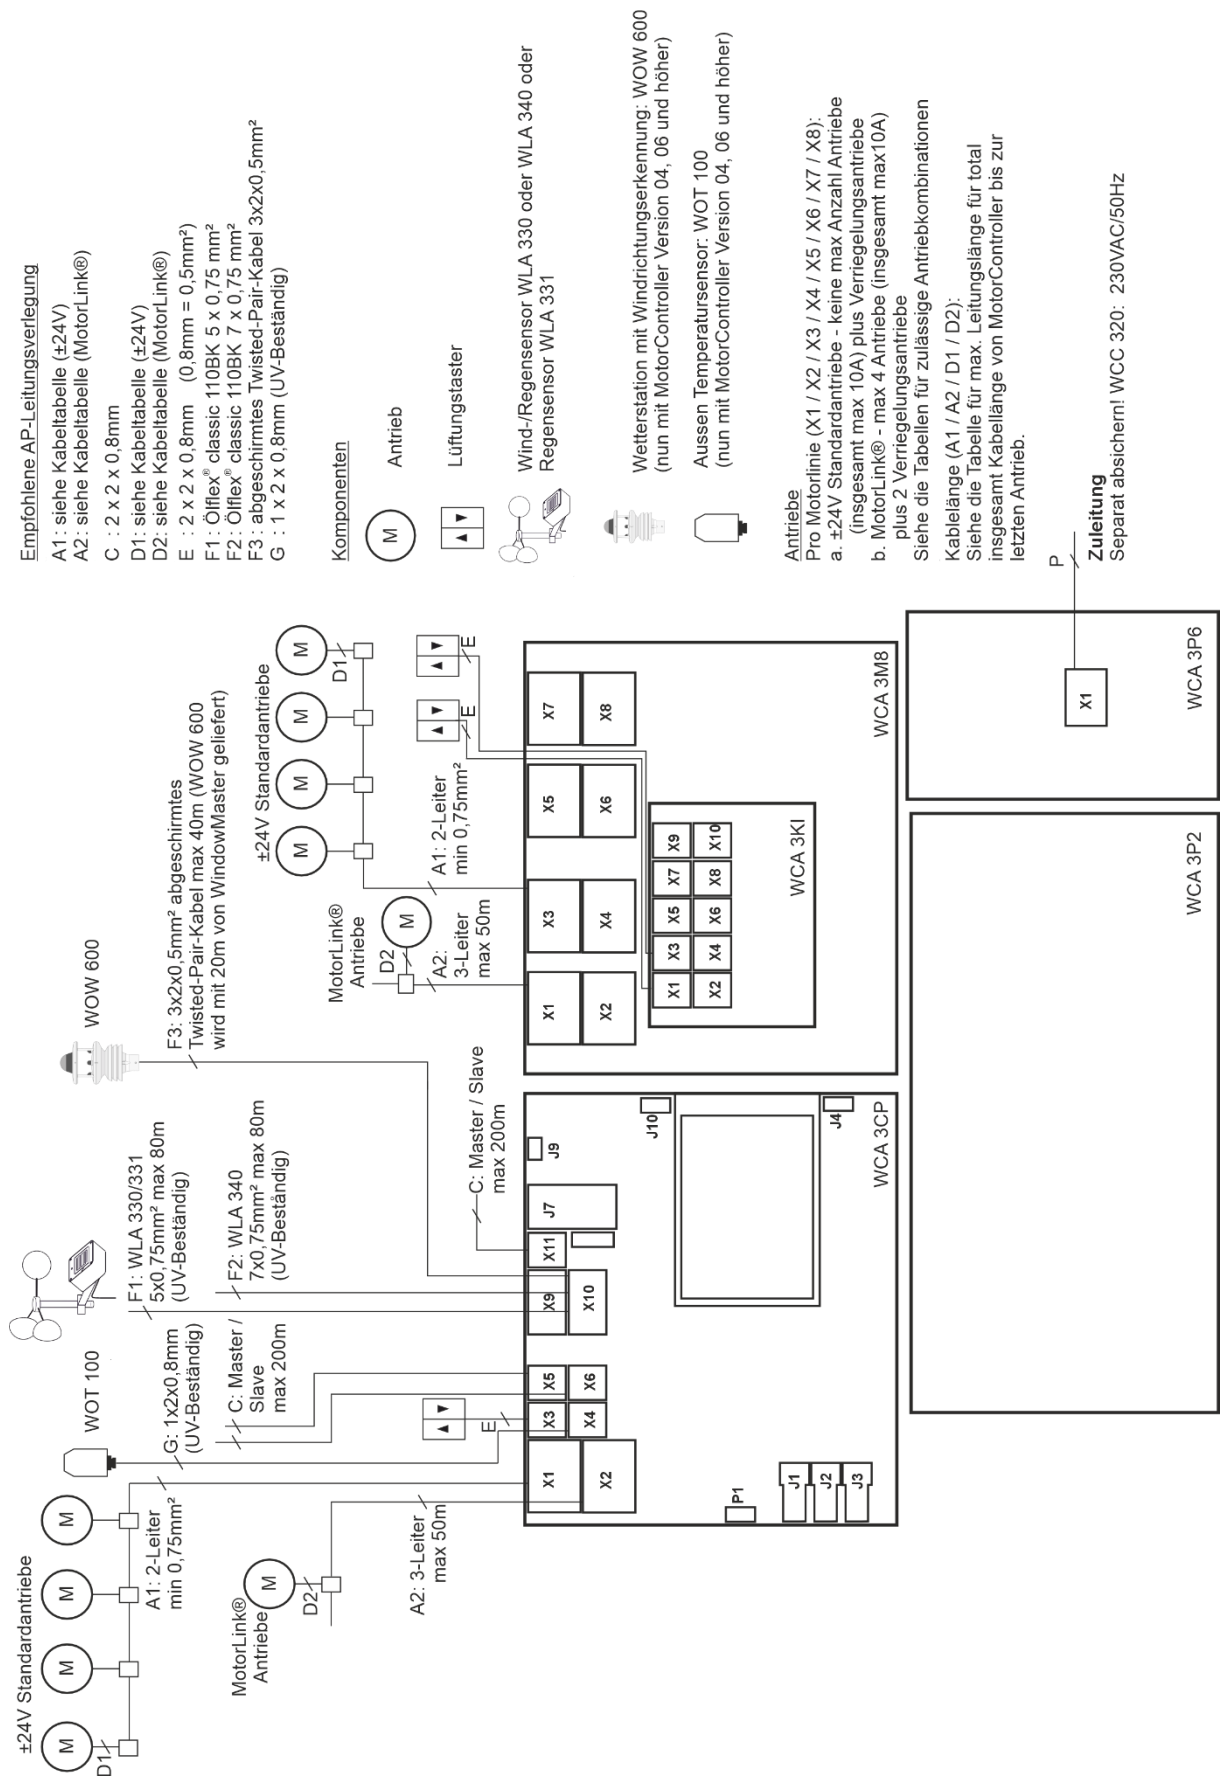 Empfohlene AP-Leitungsverlegung
A1 : siehe Kabeltabelle (±24V)
A2 : siehe Kabeltabelle (MotorLink®)
C : 2 x 2 x 0,8mm
D1: siehe Kabeltabelle (±24V)
D2: siehe Kabeltabelle (MotorLink®)
E : 2 x 2 x 0,8mm (0,8mm = 0,5mm²)
F1 : Ölflex® classic 110BK 5 x 0,75 mm²
F2 : Ölflex® classic 110BK 7 x 0,75 mm²
F3 : abgeschirmtes Twisted-Pair-Kabel 3x2x0,5mm²
G : 1 x 2 x 0,8mm (UV-Beständig)
Komponenten
M
Antrieb
Lüftungstaster
Wind-/Regensensor WLA 330 oder WLA 340 oder
Regensensor WLA 331
Wetterstation mit Windrichtungserkennung: WOW 600
(nun mit MotorController Version 04, 06 und höher)
Aussen Temperatursensor: WOT 100
(nun mit MotorController Version 04, 06 und höher)
Antriebe
Pro Motorlinie (X1 / X2 / X3 / X4 / X5 / X6 / X7 / X8):
a. ±24V Standardantriebe - keine max Anzahl Antriebe
(insgesamt max 10A) plus Verriegelungsantriebe
b. MotorLink® - max 4 Antriebe (insgesamt max10A)
plus 2 Verriegelungsantriebe
Siehe die Tabellen für zulässige Antriebkombinationen
Kablelänge (A1 / A2 / D1 / D2):
Siehe die Tabelle für max. Leitungslänge für total
insgesamt Kabellänge von MotorController bis zur
letzten Antrieb.
P
Zuleitung
Separat absichern! WCC 320: 230VAC/50Hz
±24V Standardantriebe
M
M
M
M
D1
A1: 2-Leiter
min 0,75mm²
WOT 100
G: 1x2x0,8mm
(UV-Beständig)
F1: WLA 330/331
5x0,75mm² max 80m
(UV-Beständig)
C: Master /
Slave
max 200m
F2: WLA 340
7x0,75mm² max 80m
(UV-Beständig)
WOW 600
F3: 3x2x0,5mm² abgeschirmtes
Twisted-Pair-Kabel max 40m (WOW 600
wird mit 20m von WindowMaster geliefert)
MotorLink®
Antriebe
M
D2
A2: 3-Leiter
max 50m
E
C: Master / Slave
max 200m
X1
X2
X3
X4
X5
X6
X9
X10
X11
J7
J9
J10
J4
P1
J1
J2
J3
WCA 3CP
±24V Standardantriebe
M
M
M
M
D1
A1: 2-Leiter
min 0,75mm²
MotorLink®
Antriebe
M
D2
A2:
3-Leiter
max 50m
E
E
X1
X2
X3
X4
X5
X6
X7
X8
WCA 3M8
X1
X3
X5
X7
X9
X2
X4
X6
X8
X10
WCA 3KI
WCA 3P2
X1
WCA 3P6